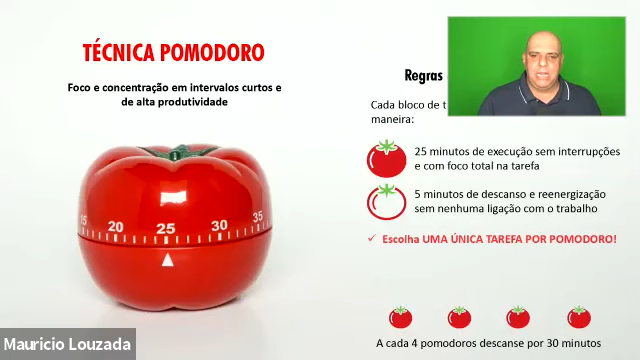 TÉCNICA POMODORO
Foco e concentração em intervalos curtos e
de alta produtividade
15 20 25 30 35
Regras
Cada bloco de
maneira:
25 minutos de execução sem interrupções
e com foco total na tarefa
5 minutos de descanso e reenergização
sem nenhuma ligação com o trabalho
✓ Escolha UMA ÚNICA TAREFA POR POMODORO!
A cada 4 pomodoros descanse por 30 minutos
Mauricio Louzada